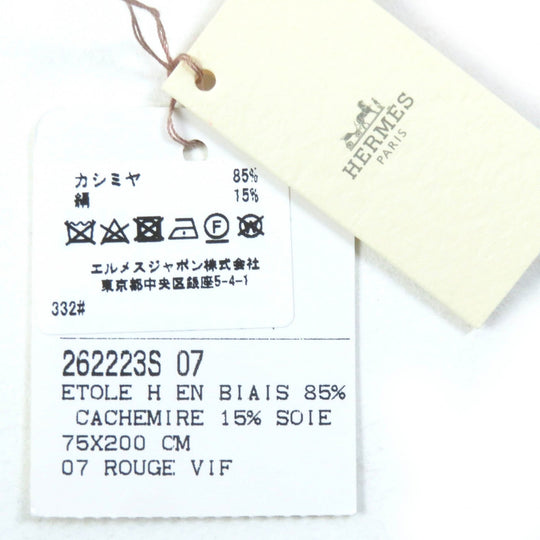 HERMÈS
PARIS
カシミヤ 85%
絹 15%
F W
エルメスジャポン株式会社
東京都中央区銀座5-4-1
332#
262223S 07
ETOLE H EN BIAIS 85%
CACHEMIRE 15% SOIE
75X200 CM
07 ROUGE VIF